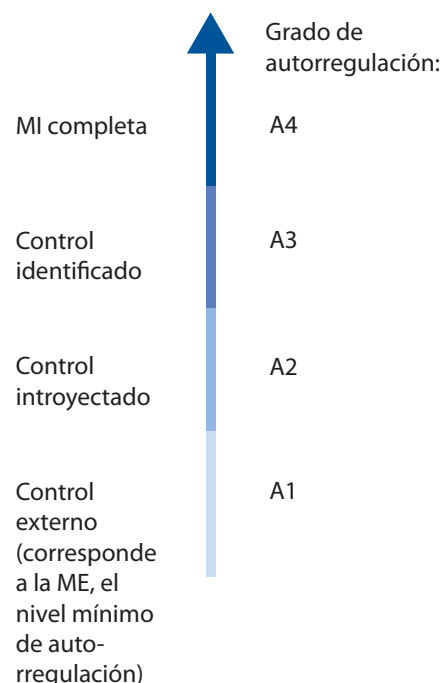 Grado de
autorregulación:
MI completa
A4
Control
identificado
A3
Control
introyectado
A2
Control
externo
(corresponde
a la ME, el
nivel mínimo
de auto-
rregulación)
A1